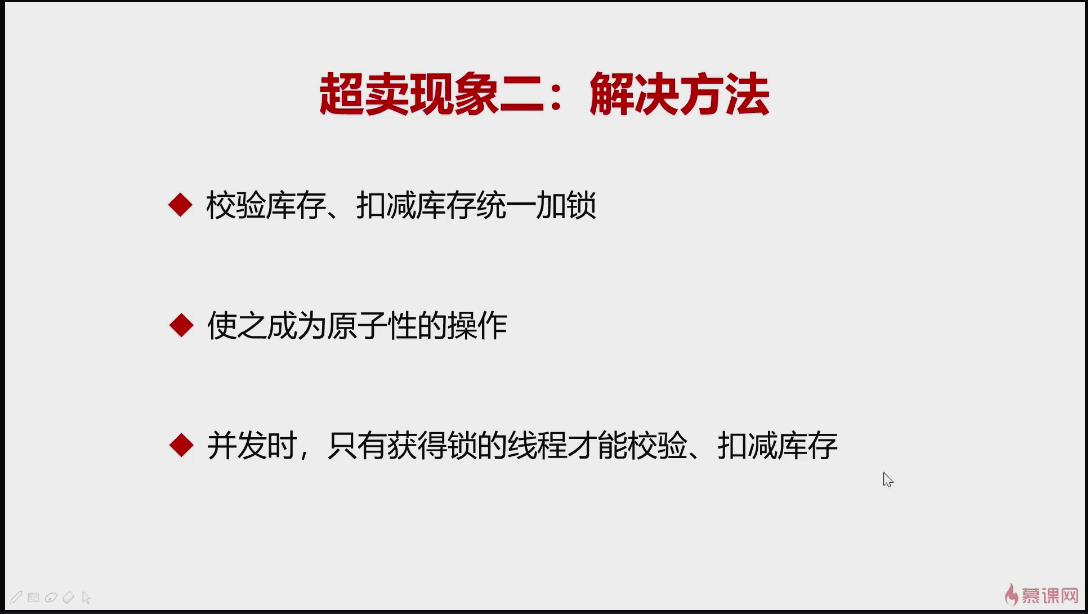 超卖现象二：解决方法
校验库存、扣减库存统一加锁
使之成为原子性的操作
并发时，只有获得锁的线程才能校验、扣减库存
慕课网